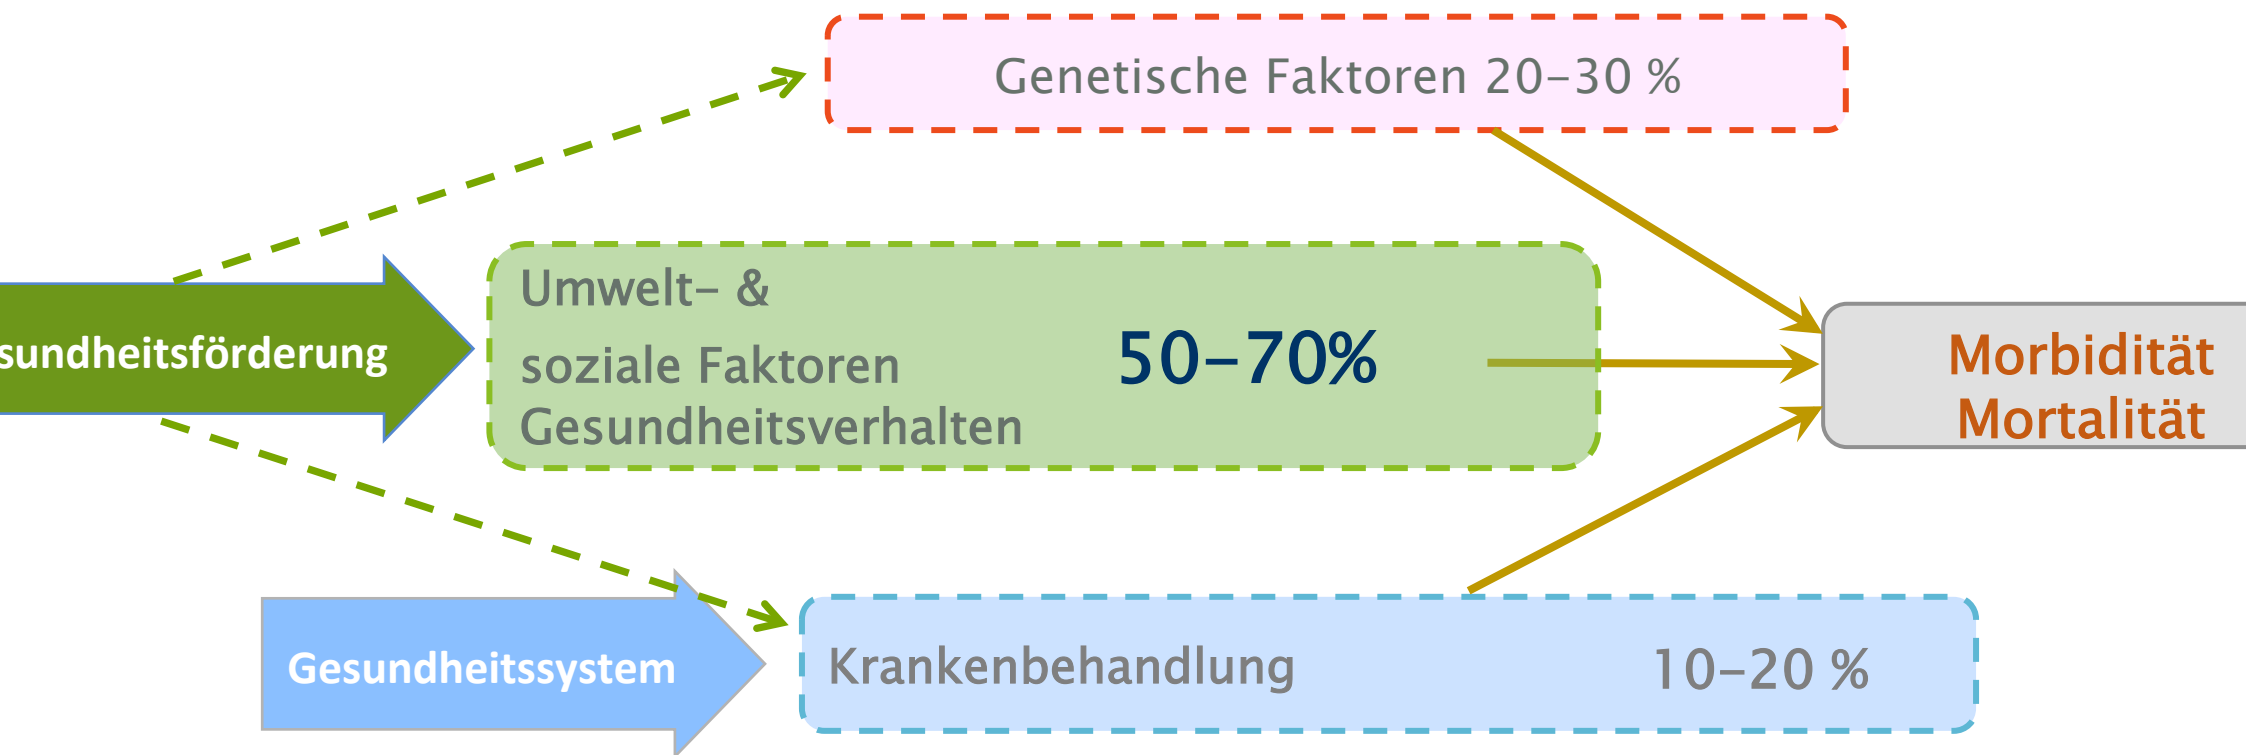 Genetische Faktoren 20-30 %
Umwelt- &
soziale Faktoren
Gesundheitsverhalten
50-70%
sundheitsförderung
Morbidität
Mortalität
Gesundheitssystem
Krankenbehandlung
10-20 %